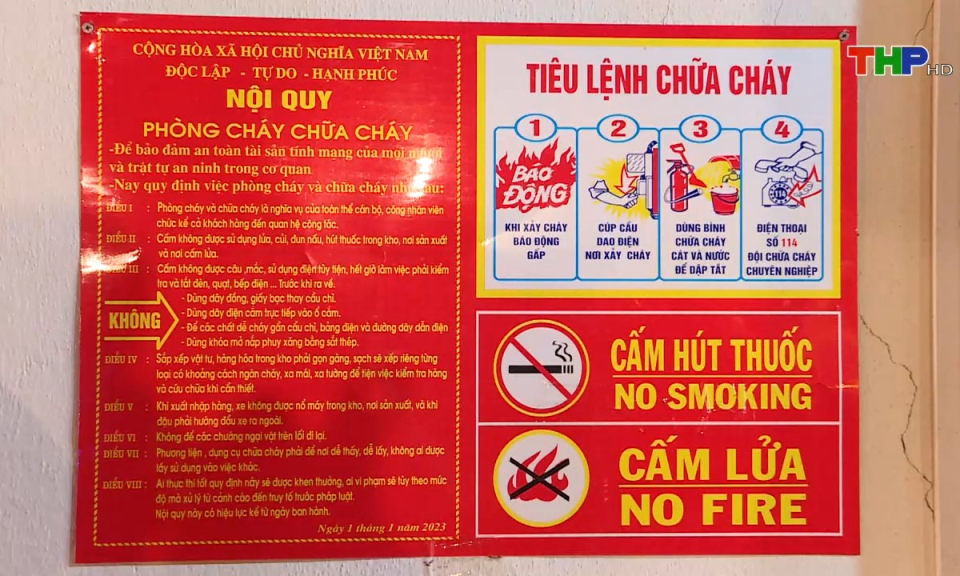 CỘNG HÒA XÃ HỘI CHỦ NGHĨA VIỆT NAM
ĐỘC LẬP - TỰ DO - HẠNH PHÚC
NỘI QUY
PHÒNG CHÁY CHỮA CHÁY
-Để bảo đảm an toàn tài sản tính mạng của mọi người
và trật tự an ninh trong cơ quan
-Nay quy định việc phòng cháy và chữa cháy như sau:
ĐIỀU I : Phòng cháy và chữa cháy là nghĩa vụ của toàn thể cán bộ, công nhân viên
chức kể cả khách hàng đến quan hệ công tác.
ĐIỀU II : Cấm không được sử dụng lửa, củi, đun nấu, hút thuốc trong kho, nơi sản xuất
và nơi cấm lửa.
ĐIỀU III : Cấm không được câu ,mắc, sử dụng điện tùy tiện, hết giờ làm việc phải kiểm
tra và tắt đèn, quạt, bếp điện ... Trước khi ra về.
KHÔNG
- Dùng dây đồng, giấy bạc thay cầu chì.
- Dùng dây điện cắm trực tiếp vào ổ cắm.
- Để các chất dễ cháy gần cầu chì, bảng điện và đường dây dẫn điện
- Dùng khóa mở nắp phuy xăng bằng sắt thép.
ĐIỀU IV : Sắp xếp vật tư, hàng hóa trong kho phải gọn gàng, sạch sẽ xếp riêng từng
loại có khoảng cách ngăn cháy, xa mái, xa tường để tiện việc kiểm tra hàng
và cứu chữa khi cần thiết.
ĐIỀU V : Khi xuất nhập hàng, xe không được nổ máy trong kho, nơi sản xuất, và khi
đậu phải hướng đầu xe ra ngoài.
ĐIỀU VI : Không để các chướng ngại vật trên lối đi lại.
ĐIỀU VII : Phương tiện , dụng cụ chữa cháy phải để nơi dễ thấy, dễ lấy, không ai được
lấy sử dụng vào việc khác.
ĐIỀU VIII : Ai thực thi tốt quy định này sẽ được khen thưởng, ai vi phạm sẽ tùy theo mức
độ mà xử lý từ cảnh cáo đến truy tố trước pháp luật.
Nội quy này có hiệu lực kể từ ngày ban hành.
Ngày 1 tháng 1 năm 2023
TIÊU LỆNH CHỮA CHÁY
1
BÁO
ĐỘNG
KHI XẢY CHÁY
BÁO ĐỘNG
GẤP
2
CÚP CẦU
DAO ĐIỆN
NƠI XẢY CHÁY
3
DÙNG BÌNH
CHỮA CHÁY
CÁT VÀ NƯỚC
ĐỂ DẬP TẮT
4
114
ĐIỆN THOẠI
SỐ 114
ĐỘI CHỮA CHÁY
CHUYÊN NGHIỆP
CẤM HÚT THUỐC
NO SMOKING
CẤM LỬA
NO FIRE
THP HD